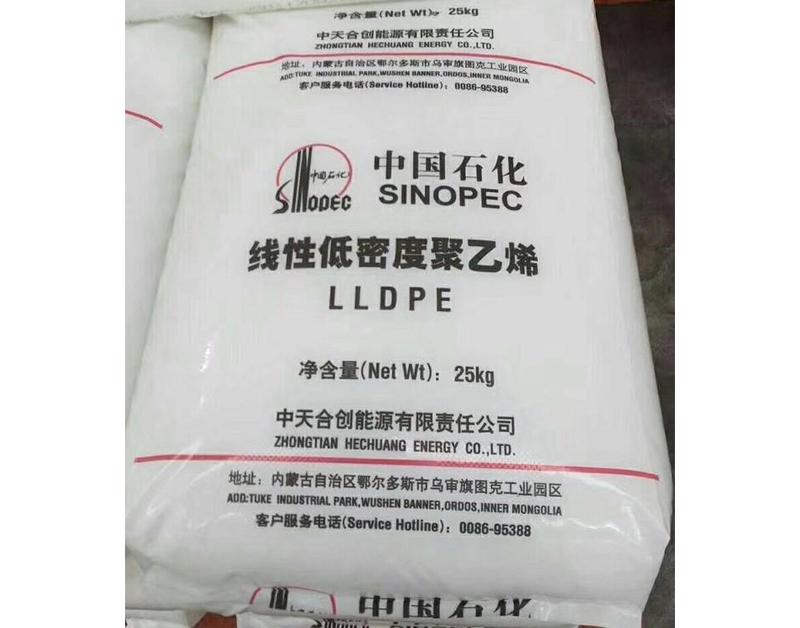 净含量(Net Wt): 25kg
中天合创能源有限责任公司
ZHONGTIAN HECHUANG ENERGY CO.,LTD.
地址: 内蒙古自治区鄂尔多斯市乌审旗图克工业园区
ADD:TUKE INDUSTRIAL PARK,WUSHEN BANNER,ORDOS,INNER MONGOLIA
客户服务电话(Service Hotline): 0086-95388
中国石化
SINOPEC
中国石化
SINOPEC
线性低密度聚乙烯
LLDPE
净含量(Net Wt): 25kg
中天合创能源有限责任公司
ZHONGTIAN HECHUANG ENERGY CO.,LTD.
地址: 内蒙古自治区鄂尔多斯市乌审旗图克工业园区
ADD:TUKE INDUSTRIAL PARK,WUSHEN BANNER,ORDOS,INNER MONGOLIA
客户服务电话(Service Hotline): 0086-95388
中国石化